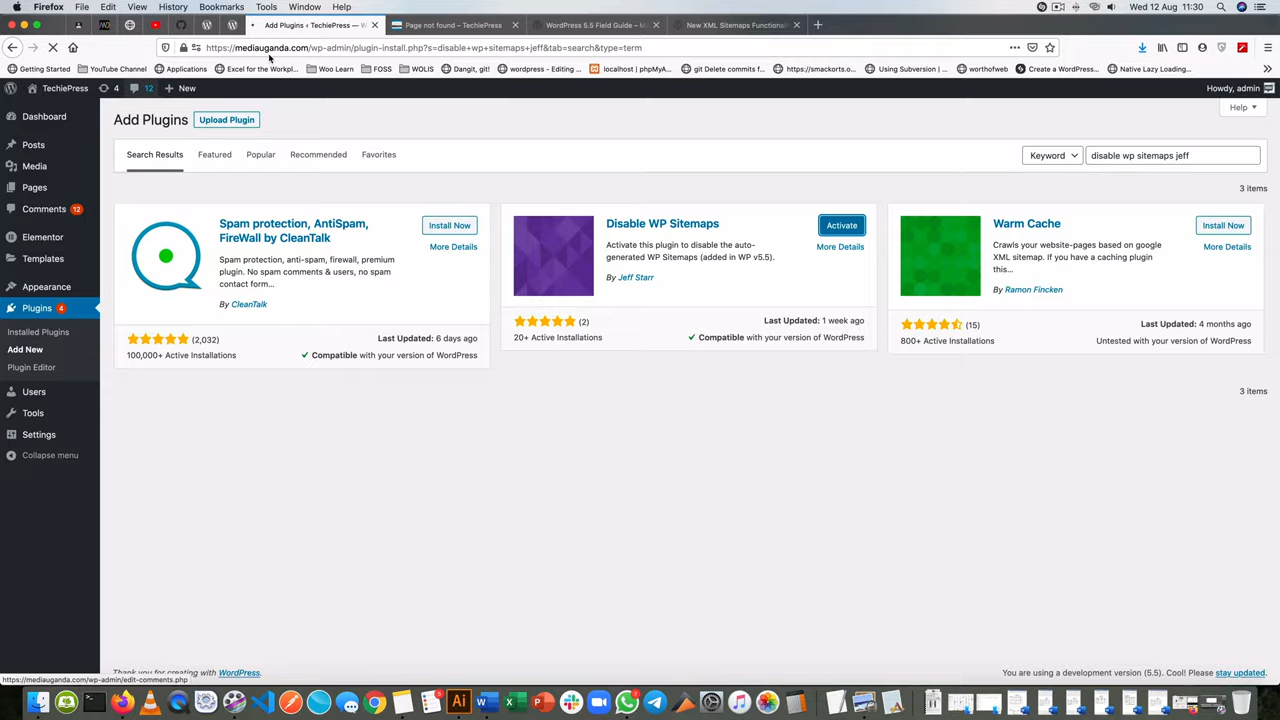 Firefox File Edit View History Bookmarks Tools Window Help
Wed 12 Aug 11:30
Add Plugins ‹ TechiePress — W
Page not found – TechiePress
WordPress 5.5 Field Guide – M
New XML Sitemaps Functional
https://mediauganda.com/wp-admin/plugin-install.php?s=disable+wp+sitemaps+jeff&tab=search&type=term
Getting Started
YouTube Channel
Applications
Excel for the Workpl...
Woo Learn
FOSS
WOLIS
Dangit, git!
wordpress - Editing ...
localhost | phpMyA...
git Delete commits f...
https://smackorts.o...
Using Subversion | ...
worthofweb
Create a WordPress...
Native Lazy Loading...
TechiePress 4 12 New
Howdy, admin
Dashboard
Posts
Media
Pages
Comments 12
Elementor
Templates
Appearance
Plugins 4
Installed Plugins
Add New
Plugin Editor
Users
Tools
Settings
Collapse menu
Help
Add Plugins Upload Plugin
Search Results Featured Popular Recommended Favorites
Keyword disable wp sitemaps jeff
3 items
Spam protection, AntiSpam,
FireWall by CleanTalk
Install Now
More Details
Spam protection, anti-spam, firewall, premium
plugin. No spam comments & users, no spam
contact form...
By CleanTalk
(2,032)
Last Updated: 6 days ago
100,000+ Active Installations
Compatible with your version of WordPress
Disable WP Sitemaps
Activate
More Details
Activate this plugin to disable the auto-
generated WP Sitemaps (added in WP v5.5).
By Jeff Starr
(2)
Last Updated: 1 week ago
20+ Active Installations
Compatible with your version of WordPress
Warm Cache
Install Now
More Details
Crawls your website-pages based on google
XML sitemap. If you have a caching plugin
this...
By Ramon Fincken
(15)
Last Updated: 4 months ago
800+ Active Installations
Untested with your version of WordPress
3 items
Thank you for creating with WordPress.
You are using a development version (5.5). Cool! Please stay updated.
https://mediauganda.com/wp-admin/edit-comments.php